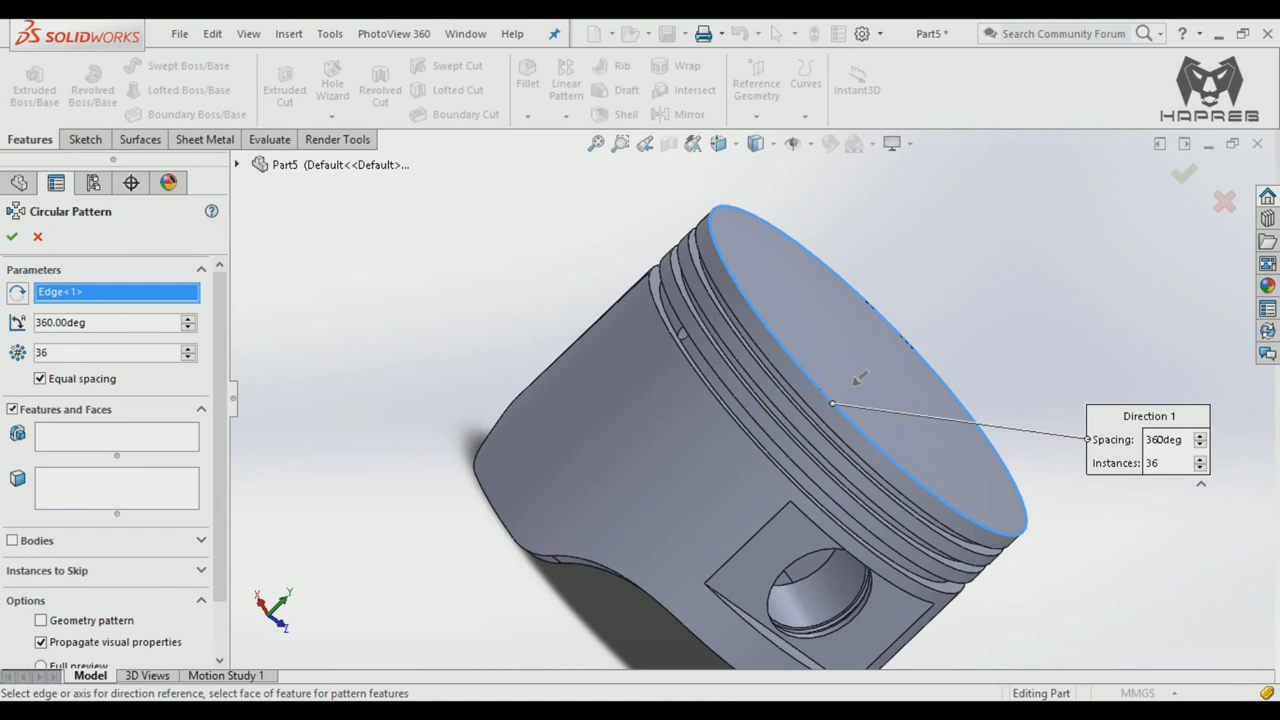 SOLIDWORKS File Edit View Insert Tools PhotoView 360 Window Help Part5 * Search Community Forum ?
HAPREB
Extruded Boss/Base
Revolved Boss/Base
Swept Boss/Base
Lofted Boss/Base
Boundary Boss/Base
Extruded Cut
Hole Wizard
Revolved Cut
Swept Cut
Lofted Cut
Boundary Cut
Fillet
Linear Pattern
Rib
Draft
Shell
Wrap
Intersect
Mirror
Reference Geometry
Curves
Instant3D
Features Sketch Surfaces Sheet Metal Evaluate Render Tools
Part5 (Default<<Default>...
Circular Pattern ?
Parameters
Edge<1>
360.00deg
36
Equal spacing
Features and Faces
Bodies
Instances to Skip
Options
Geometry pattern
Propagate visual properties
Full preview
Direction 1
Spacing: 360deg
Instances: 36
X Y Z
Model 3D Views Motion Study 1
Select edge or axis for direction reference, select face of feature for pattern features Editing Part MMGS